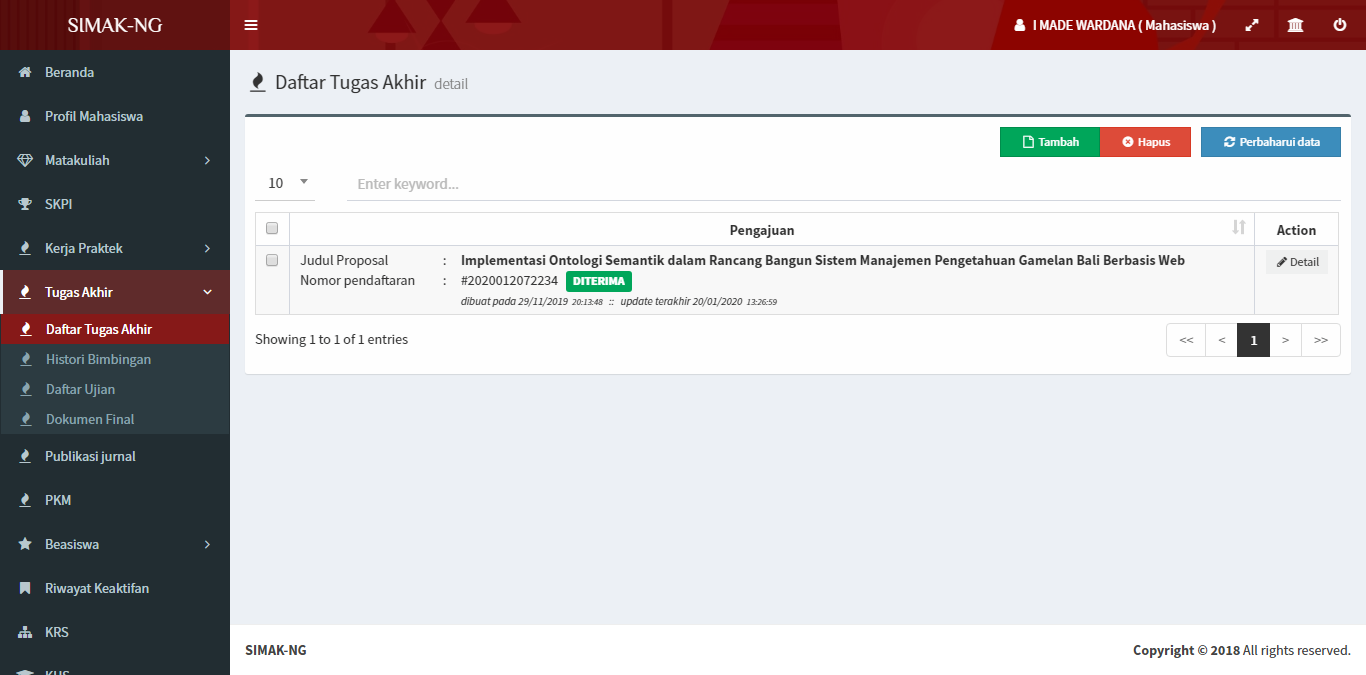 SIMAK-NG
I MADE WARDANA ( Mahasiswa )
Beranda
Profil Mahasiswa
Matakuliah
SKPI
Kerja Praktek
Tugas Akhir
Daftar Tugas Akhir
Histori Bimbingan
Daftar Ujian
Dokumen Final
Publikasi jurnal
PKM
Beasiswa
Riwayat Keaktifan
KRS
KHS
Daftar Tugas Akhir detail
Tambah Hapus Perbaharui data
10 Enter keyword...
Pengajuan Action
Judul Proposal : Implementasi Ontologi Semantik dalam Rancang Bangun Sistem Manajemen Pengetahuan Gamelan Bali Berbasis Web Detail
Nomor pendaftaran : #2020012072234 DITERIMA
dibuat pada 29/11/2019 20:13:48 :: update terakhir 20/01/2020 13:26:59
Showing 1 to 1 of 1 entries << < 1 > >>
SIMAK-NG Copyright © 2018 All rights reserved.